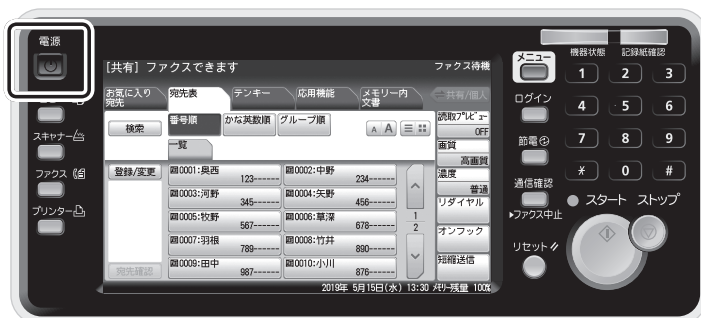 電源
機器状態 記録紙確認
メニュー
[共有] ファクスできます ファクス待機
1 2 3
お気に入り宛先 宛先表 テンキー 応用機能 メモリー内文書 共有/個人
ログイン
4 5 6
検索 番号順 かな英数順 グループ順 A A 読取プレビュー
OFF
スキャナー
一覧 画質
高画質
節電
7 8 9
登録/変更 0001:奥西 123------ 0002:中野 234------ 濃度
普通
ファクス
0003:河野 345------ 0004:矢野 456------ リダイヤル
通信確認
* 0 #
0005:牧野 567------ 0006:草深 678------ 1
2
オンフック
▶ファクス中止
スタート ストップ
プリンター
0007:羽根 789------ 0008:竹井 890------
リセット
宛先確認 0009:田中 987------ 0010:小川 876------ 短縮送信
2019年 5月15日(水) 13:30 メモリー残量 100%